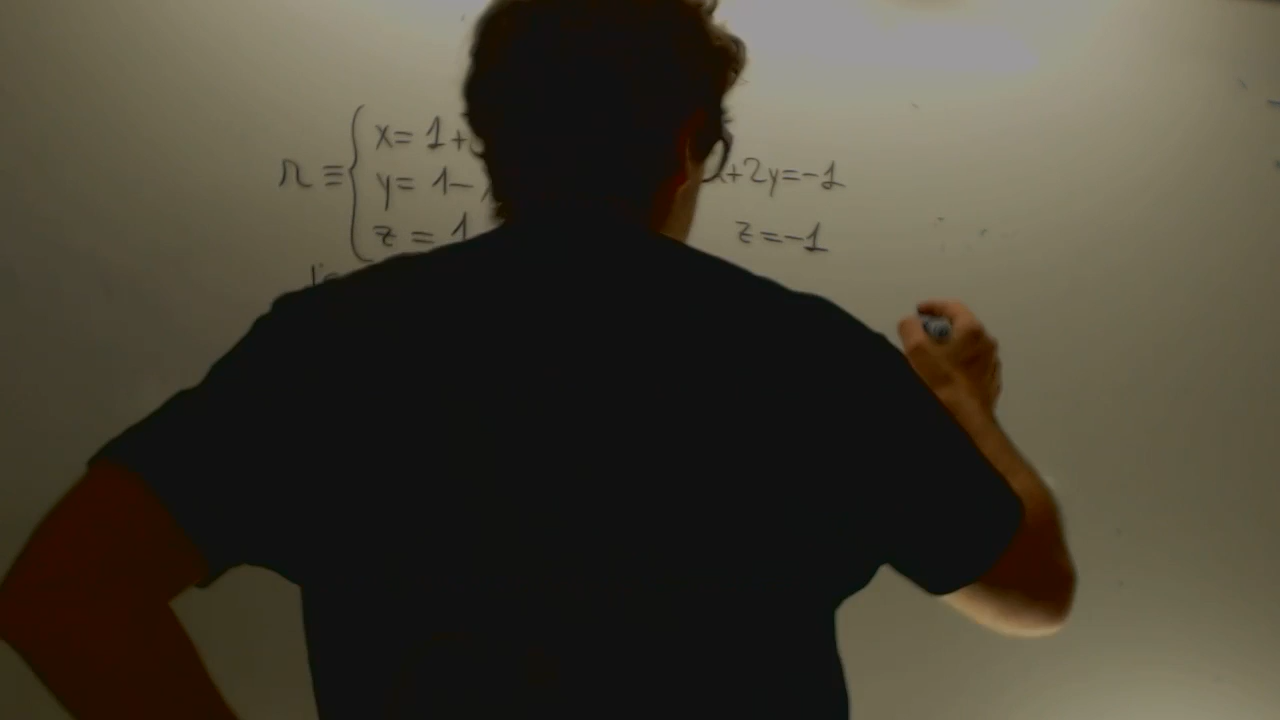 r ≡ { x = 1+
y = 1-
z = 1
+2y=-1
z=-1